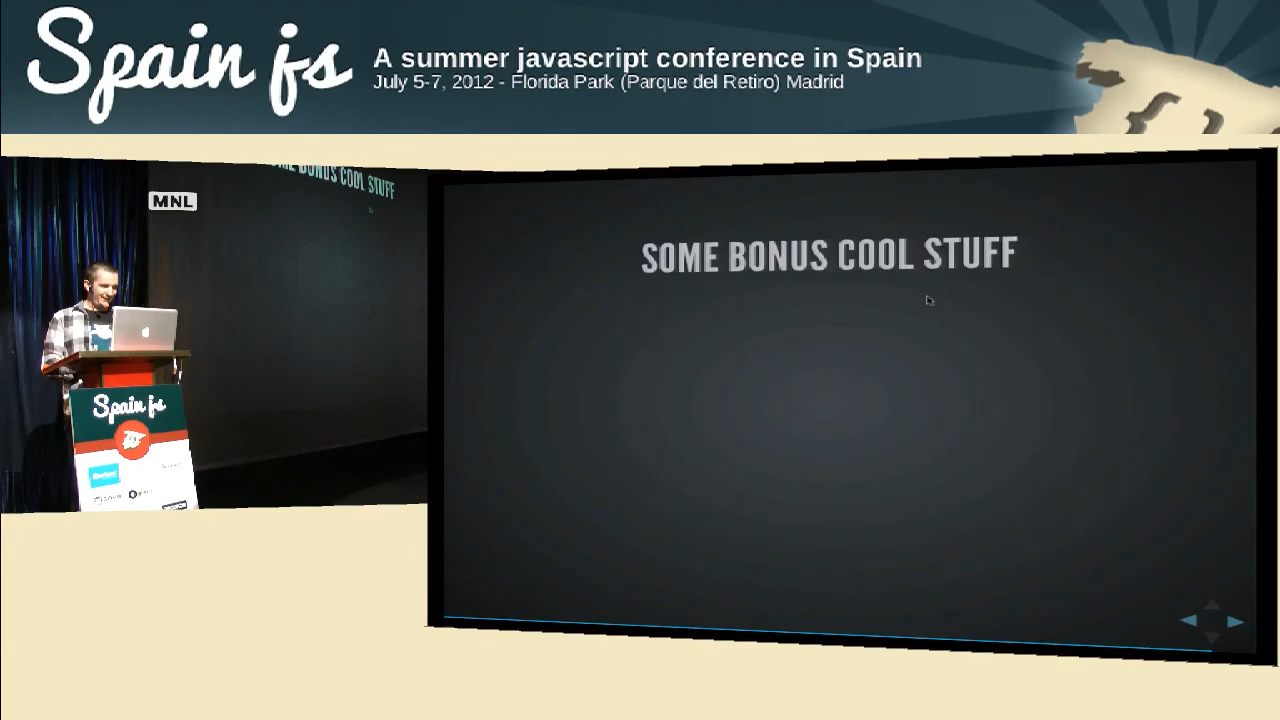 Spain js
A summer javascript conference in Spain
July 5-7, 2012 - Florida Park (Parque del Retiro) Madrid
SOME BONUS COOL STUFF
MNL
SOME BONUS COOL STUFF
Spain js